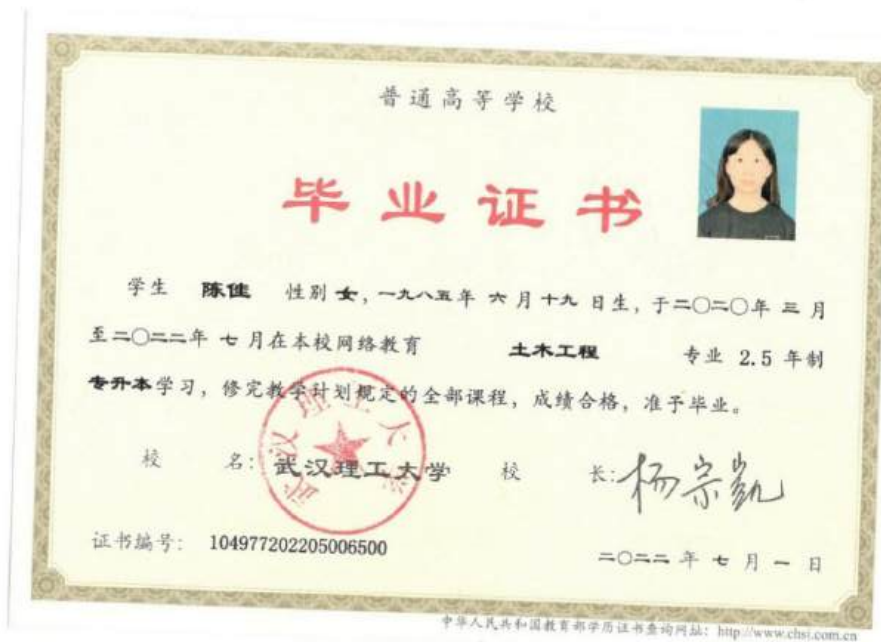 普通高等学校
毕业证书
学生 陈佳 性别 女，一九八五年 六 月 十九 日生，于二〇二〇年 三 月
至二〇二二年 七 月在本校网络教育 土木工程 专业 2.5 年制
专升本学习，修完教学计划规定的全部课程，成绩合格，准予毕业。
校 名：武汉理工大学 校 长：杨宗凯
武汉理工大学
证书编号： 104977202205006500
二〇二二 年 七 月 一 日
中华人民共和国教育部学历证书查询网址：http://www.chsi.com.cn